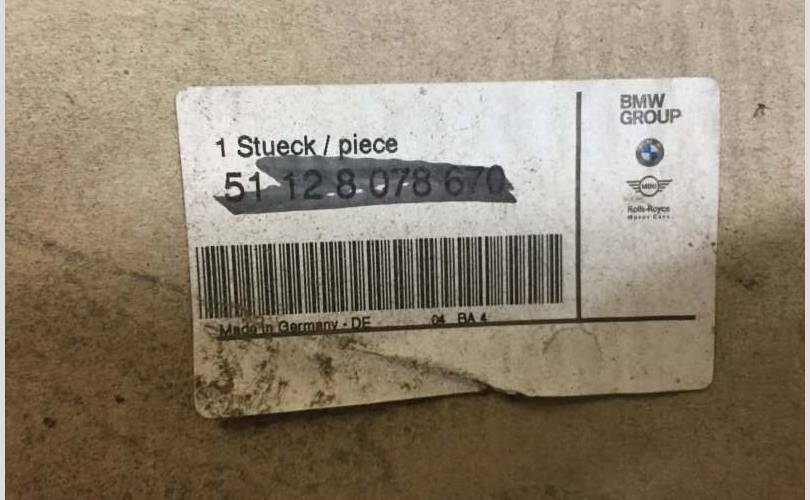 1 Stueck / piece
51 12 8 078 670
Made in Germany - DE 04 BA 4
BMW
GROUP
MINI
Rolls-Royce
Motor Cars